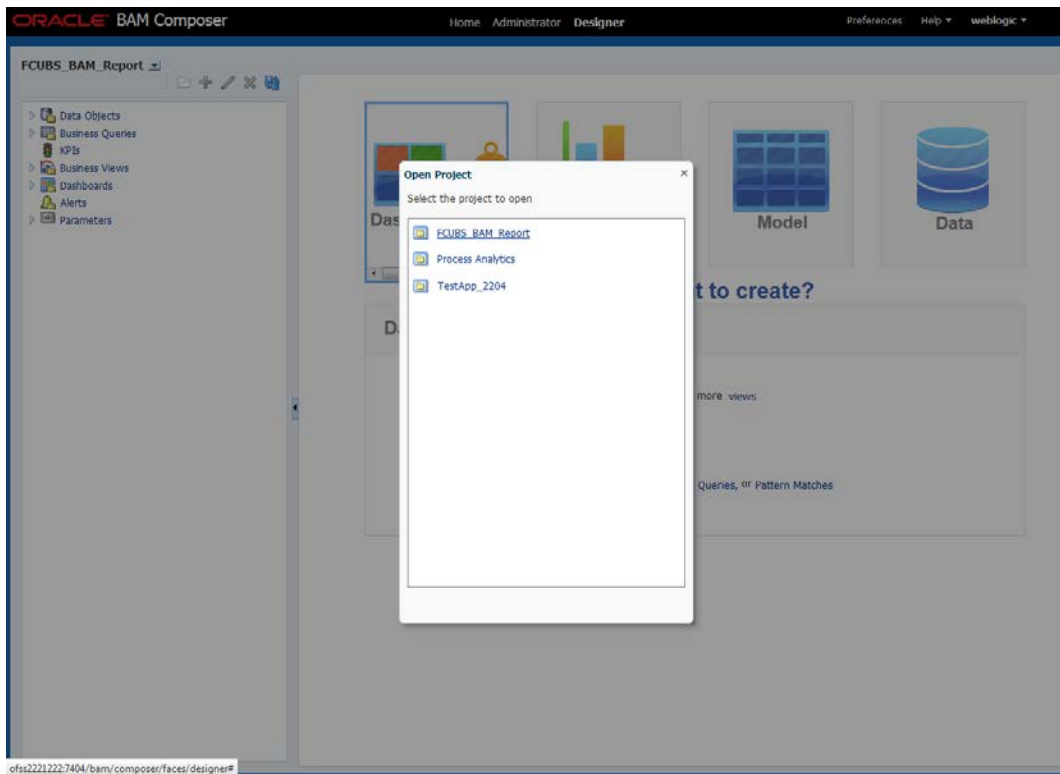 ORACLE BAM Composer
Home Administrator Designer
Preferences Help weblogic
FCUBS_BAM_Report
Data Objects
Business Queries
KPIs
Business Views
Dashboards
Alerts
Parameters
Open Project
Select the project to open
FCUBS_BAM_Report
Process Analytics
TestApp_2204
Das
Model
Data
t to create?
D
more views
Queries, or Pattern Matches
ofss2221222:7404/bam/composer/faces/designer#